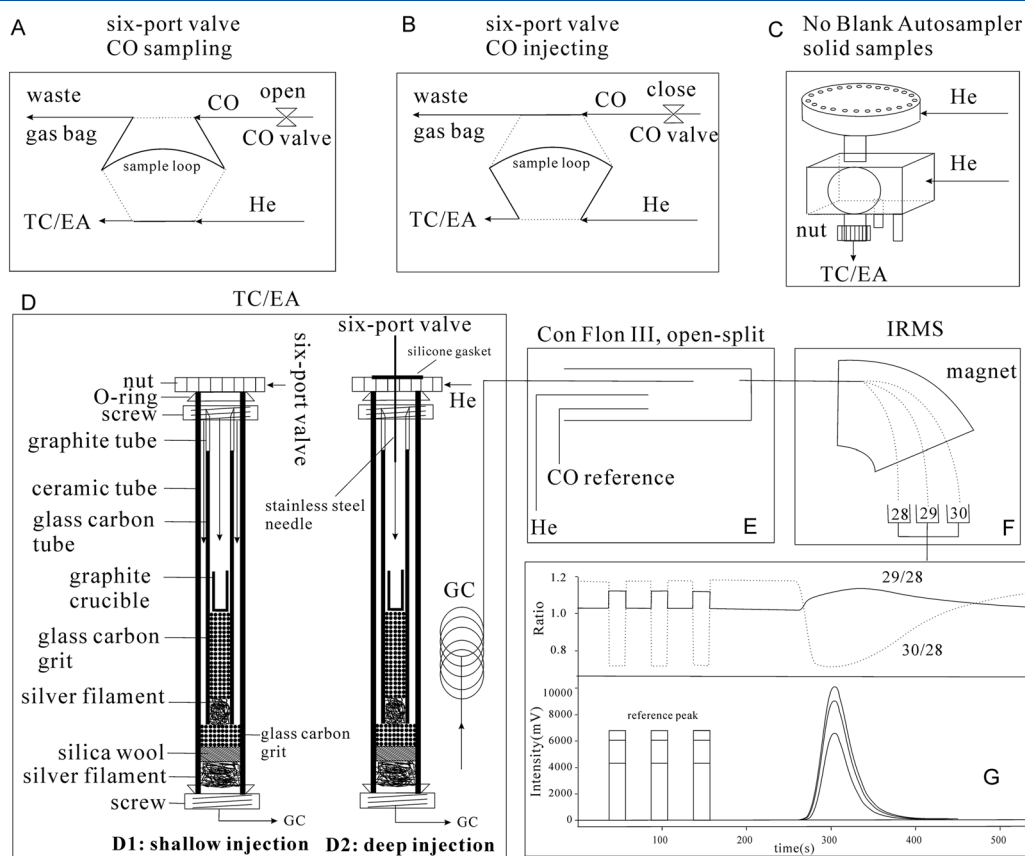 A
six-port valve
CO sampling
waste
gas bag
CO
open
CO valve
sample loop
TC/EA
He
B
six-port valve
CO injecting
waste
gas bag
CO
close
CO valve
sample loop
TC/EA
He
C
No Blank Autosampler
solid samples
He
He
nut
TC/EA
D
TC/EA
nut
O-ring
screw
graphite tube
ceramic tube
glass carbon
tube
graphite
crucible
glass carbon
grit
silver filament
silica wool
silver filament
screw
six-port valve
six-port valve
silicone gasket
He
stainless steel
needle
glass carbon
grit
GC
GC
GC
D1: shallow injection
D2: deep injection
Con Flon III, open-split
CO reference
He
E
IRMS
magnet
28
29
30
F
1.2
1.0
0.8
Ratio
29/28
30/28
10000
8000
6000
4000
2000
0
Intensity(mV)
reference peak
G
100
200
300
400
500
time(s)